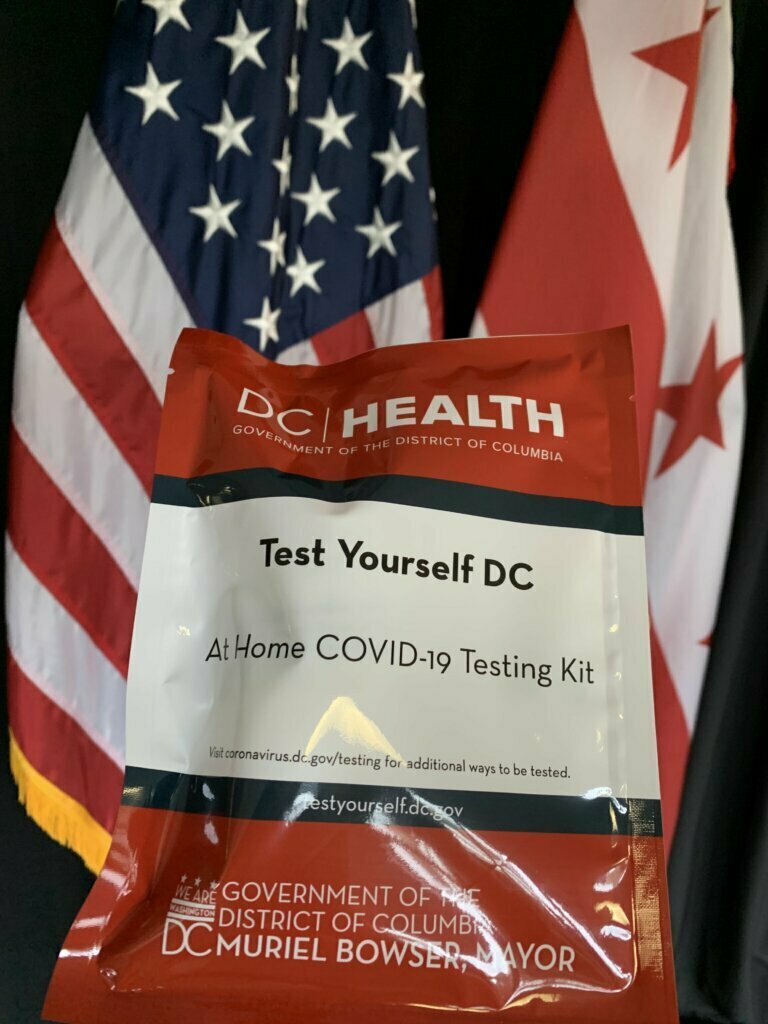 DC | HEALTH
GOVERNMENT OF THE DISTRICT OF COLUMBIA
Test Yourself DC
At Home COVID-19 Testing Kit
Visit coronavirus.dc.gov/testing for additional ways to be tested.
testyourself.dc.gov
WE ARE
WASHINGTON
DC
GOVERNMENT OF THE
DISTRICT OF COLUMBIA
MURIEL BOWSER, MAYOR